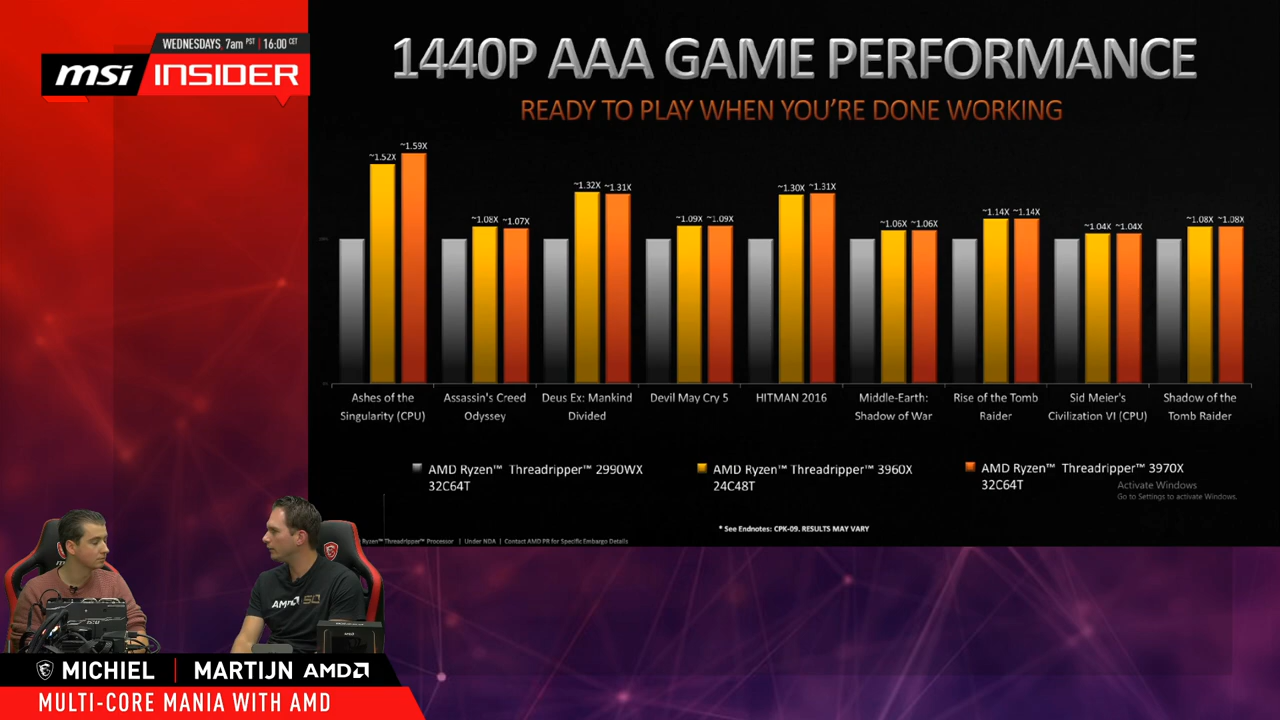 WEDNESDAYS, 7am PST | 16:00 CET
msi INSIDER
1440P AAA GAME PERFORMANCE
READY TO PLAY WHEN YOU'RE DONE WORKING
~1.52X ~1.59X
~1.08X ~1.07X
~1.32X ~1.31X
~1.09X ~1.09X
~1.30X ~1.31X
~1.06X ~1.06X
~1.14X ~1.14X
~1.04X ~1.04X
~1.08X ~1.08X
Ashes of the
Singularity (CPU)
Assassin's Creed
Odyssey
Deus Ex: Mankind
Divided
Devil May Cry 5
HITMAN 2016
Middle-Earth:
Shadow of War
Rise of the Tomb
Raider
Sid Meier's
Civilization VI (CPU)
Shadow of the
Tomb Raider
AMD Ryzen™ Threadripper™ 2990WX
32C64T
AMD Ryzen™ Threadripper™ 3960X
24C48T
AMD Ryzen™ Threadripper™ 3970X
32C64T
Activate Windows
Go to Settings to activate Windows.
* See Endnotes: CPK-09. RESULTS MAY VARY
Ryzen™ Threadripper™ Processor | Under NDA | Contact AMD PR for Specific Embargo Details
AMD
MICHIEL | MARTIJN AMD
MULTI-CORE MANIA WITH AMD